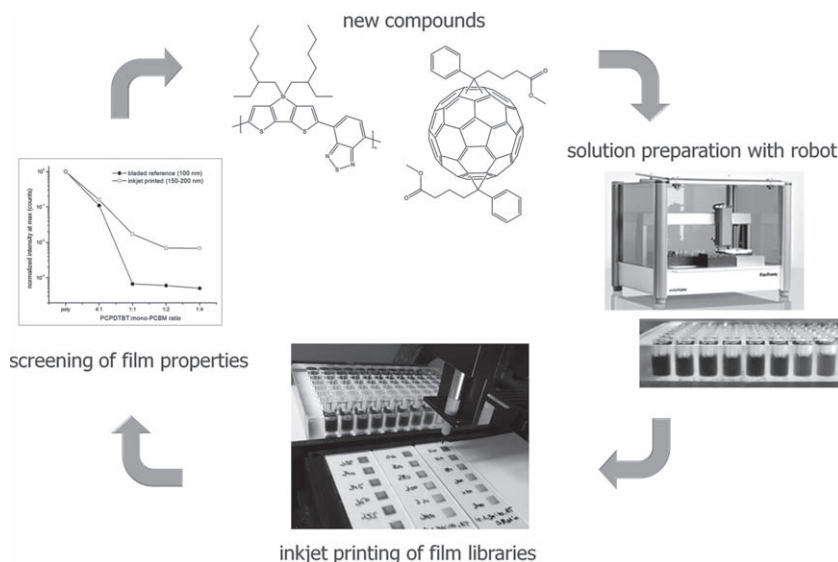 new compounds
O
O
Si
S
S
n
N
N
S
O
O
solution preparation with robot
bladed reference (100 nm)
inkjet printed (150-200 nm)
normalized intensity at max (counts)
poly
4:1
1:1
1:2
1:4
PCPDTBT:mono-PCBM ratio
screening of film properties
inkjet printing of film libraries